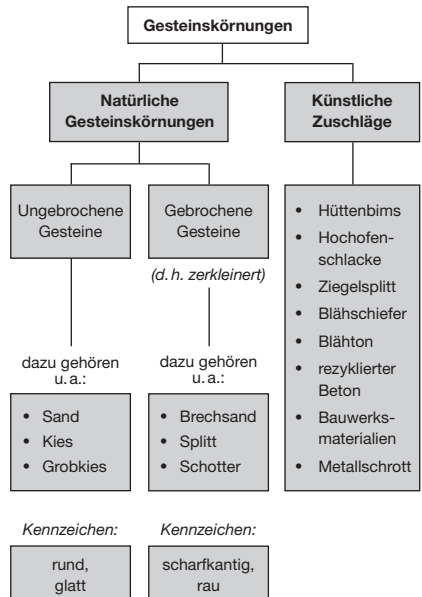 Gesteinskörnungen
Natürliche
Gesteinskörnungen
Künstliche
Zuschläge
Ungebrochene
Gesteine
Gebrochene
Gesteine
(d. h. zerkleinert)
dazu gehören
u. a.:
dazu gehören
u. a.:
• Sand
• Kies
• Grobkies
• Brechsand
• Splitt
• Schotter
• Hüttenbims
• Hochofen-
schlacke
• Ziegelsplitt
• Blähschiefer
• Blähton
• rezyklierter
Beton
• Bauwerks-
materialien
• Metallschrott
Kennzeichen:
rund,
glatt
Kennzeichen:
scharfkantig,
rau